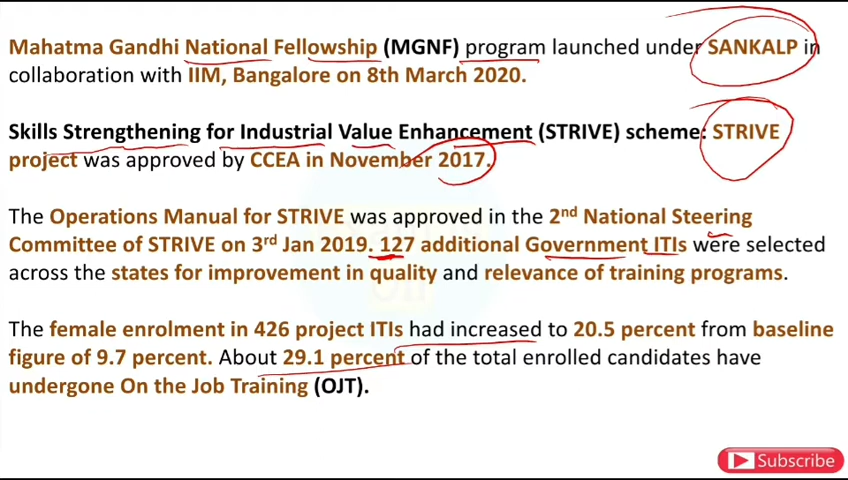 Mahatma Gandhi National Fellowship (MGNF) program launched under SANKALP in
collaboration with IIM, Bangalore on 8th March 2020.
Skills Strengthening for Industrial Value Enhancement (STRIVE) scheme: STRIVE
project was approved by CCEA in November 2017.
The Operations Manual for STRIVE was approved in the 2nd National Steering
Committee of STRIVE on 3rd Jan 2019. 127 additional Government ITIs were selected
across the states for improvement in quality and relevance of training programs.
The female enrolment in 426 project ITIs had increased to 20.5 percent from baseline
figure of 9.7 percent. About 29.1 percent of the total enrolled candidates have
undergone On the Job Training (OJT).
Subscribe